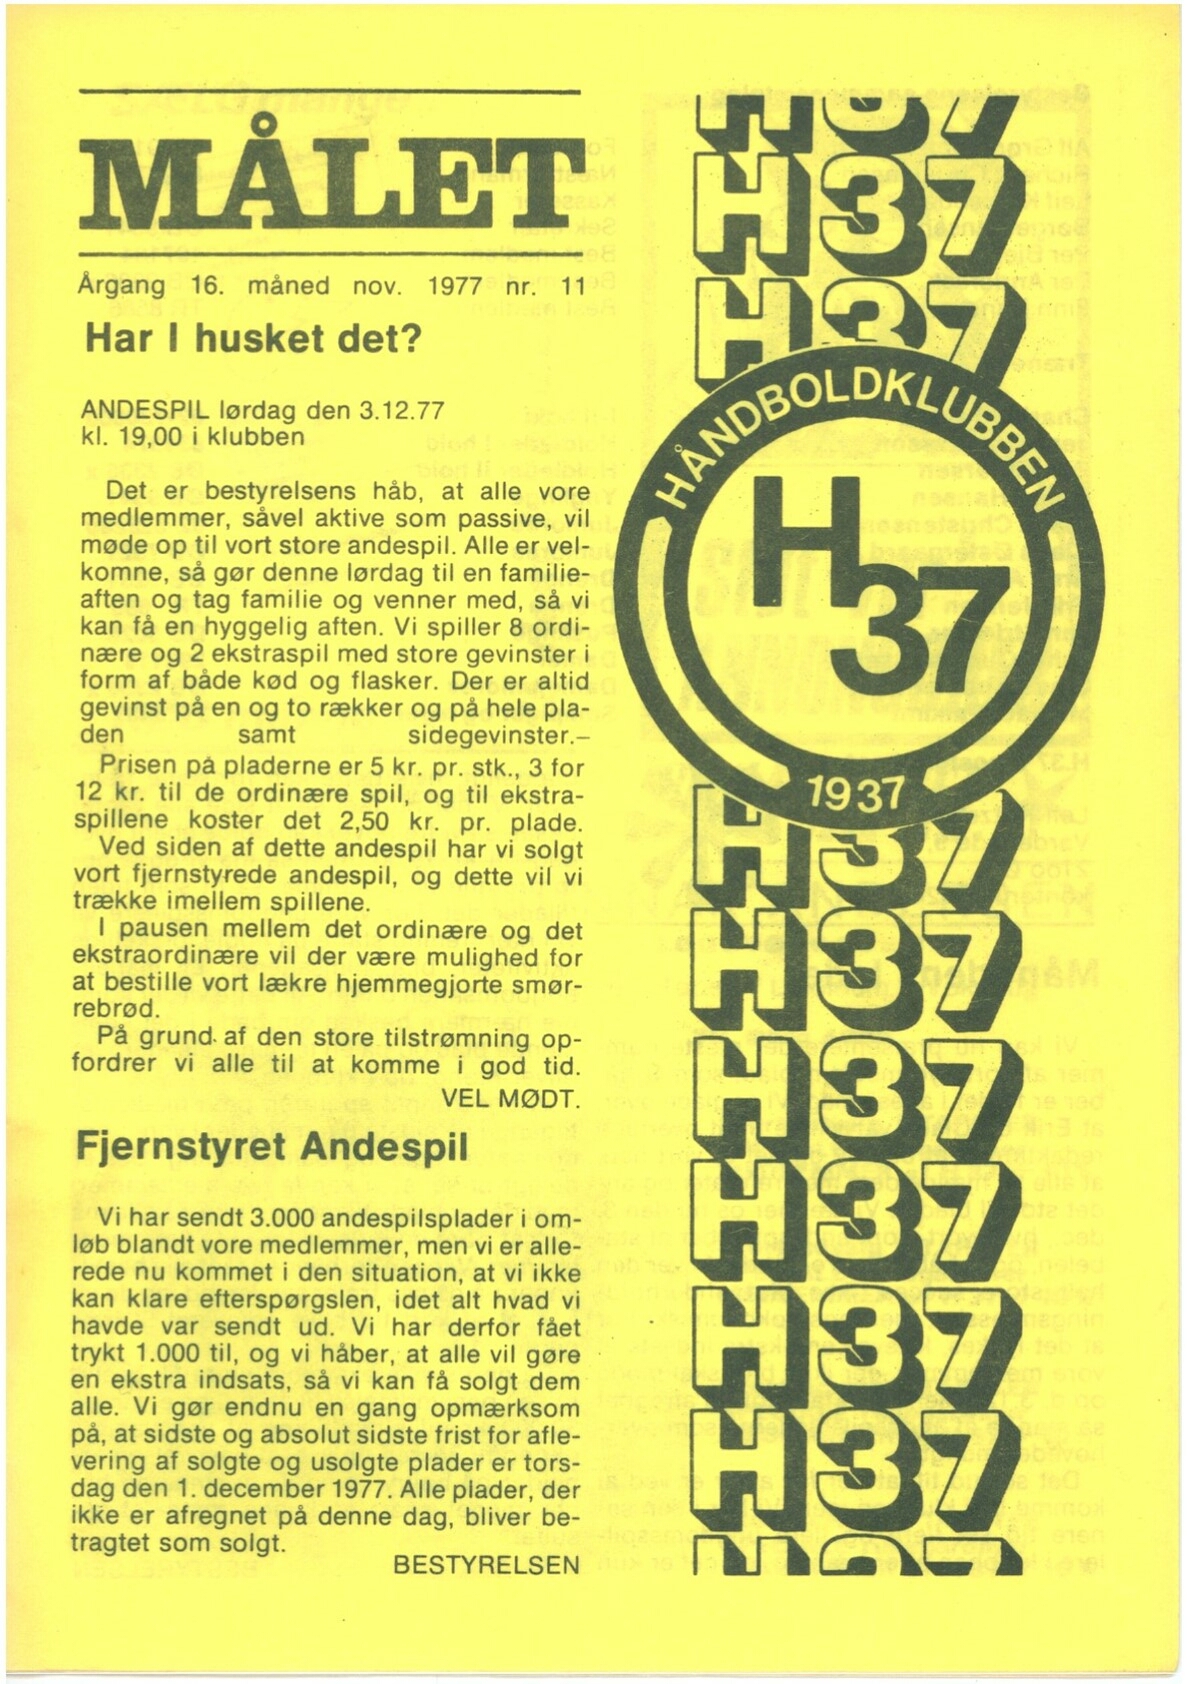 MÅLET
Årgang 16. måned nov. 1977 nr. 11
Har I husket det?
ANDESPIL lørdag den 3.12.77
kl. 19,00 i klubben
Det er bestyrelsens håb, at alle vore
medlemmer, såvel aktive som passive, vil
møde op til vort store andespil. Alle er vel-
komne, så gør denne lørdag til en familie-
aften og tag familie og venner med, så vi
kan få en hyggelig aften. Vi spiller 8 ordi-
nære og 2 ekstraspil med store gevinster i
form af både kød og flasker. Der er altid
gevinst på en og to rækker og på hele pla-
den samt sidegevinster.–
Prisen på pladerne er 5 kr. pr. stk., 3 for
12 kr. til de ordinære spil, og til ekstra-
spillene koster det 2,50 kr. pr. plade.
Ved siden af dette andespil har vi solgt
vort fjernstyrede andespil, og dette vil vi
trække imellem spillene.
I pausen mellem det ordinære og det
ekstraordinære vil der være mulighed for
at bestille vort lækre hjemmegjorte smør-
rebrød.
På grund af den store tilstrømning op-
fordrer vi alle til at komme i god tid.
VEL MØDT.
Fjernstyret Andespil
Vi har sendt 3.000 andespilsplader i om-
løb blandt vore medlemmer, men vi er alle-
rede nu kommet i den situation, at vi ikke
kan klare efterspørgslen, idet alt hvad vi
havde var sendt ud. Vi har derfor fået
trykt 1.000 til, og vi håber, at alle vil gøre
en ekstra indsats, så vi kan få solgt dem
alle. Vi gør endnu en gang opmærksom
på, at sidste og absolut sidste frist for afle-
vering af solgte og usolgte plader er tors-
dag den 1. december 1977. Alle plader, der
ikke er afregnet på denne dag, bliver be-
tragtet som solgt.
BESTYRELSEN
H37
H37
H37
HÅNDBOLDKLUBBEN
H
37
1937
H37
H37
H37
H37
H37
H37
H37